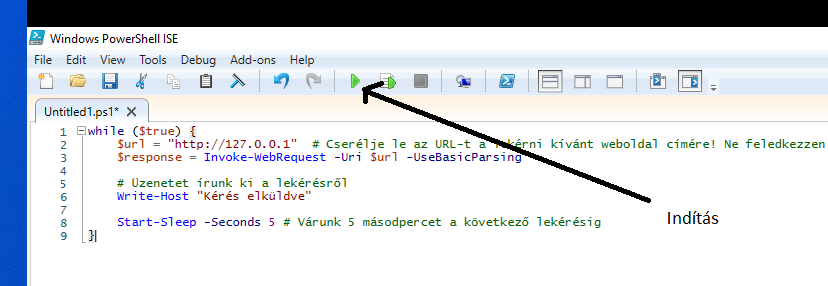 Windows PowerShell ISE
File Edit View Tools Debug Add-ons Help
Untitled1.ps1* X
1 while ($true) {
2 $url = "http://127.0.0.1" # Cserélje le az URL-t a lekérni kívánt weboldal címére! Ne feledkezzen
3 $response = Invoke-WebRequest -Uri $url -UseBasicParsing
4
5 # Üzenetet írunk ki a lekérésről
6 Write-Host "Kérés elküldve"
7
8 Start-Sleep -Seconds 5 # Várunk 5 másodpercet a következő lekérésig
9 }
Indítás